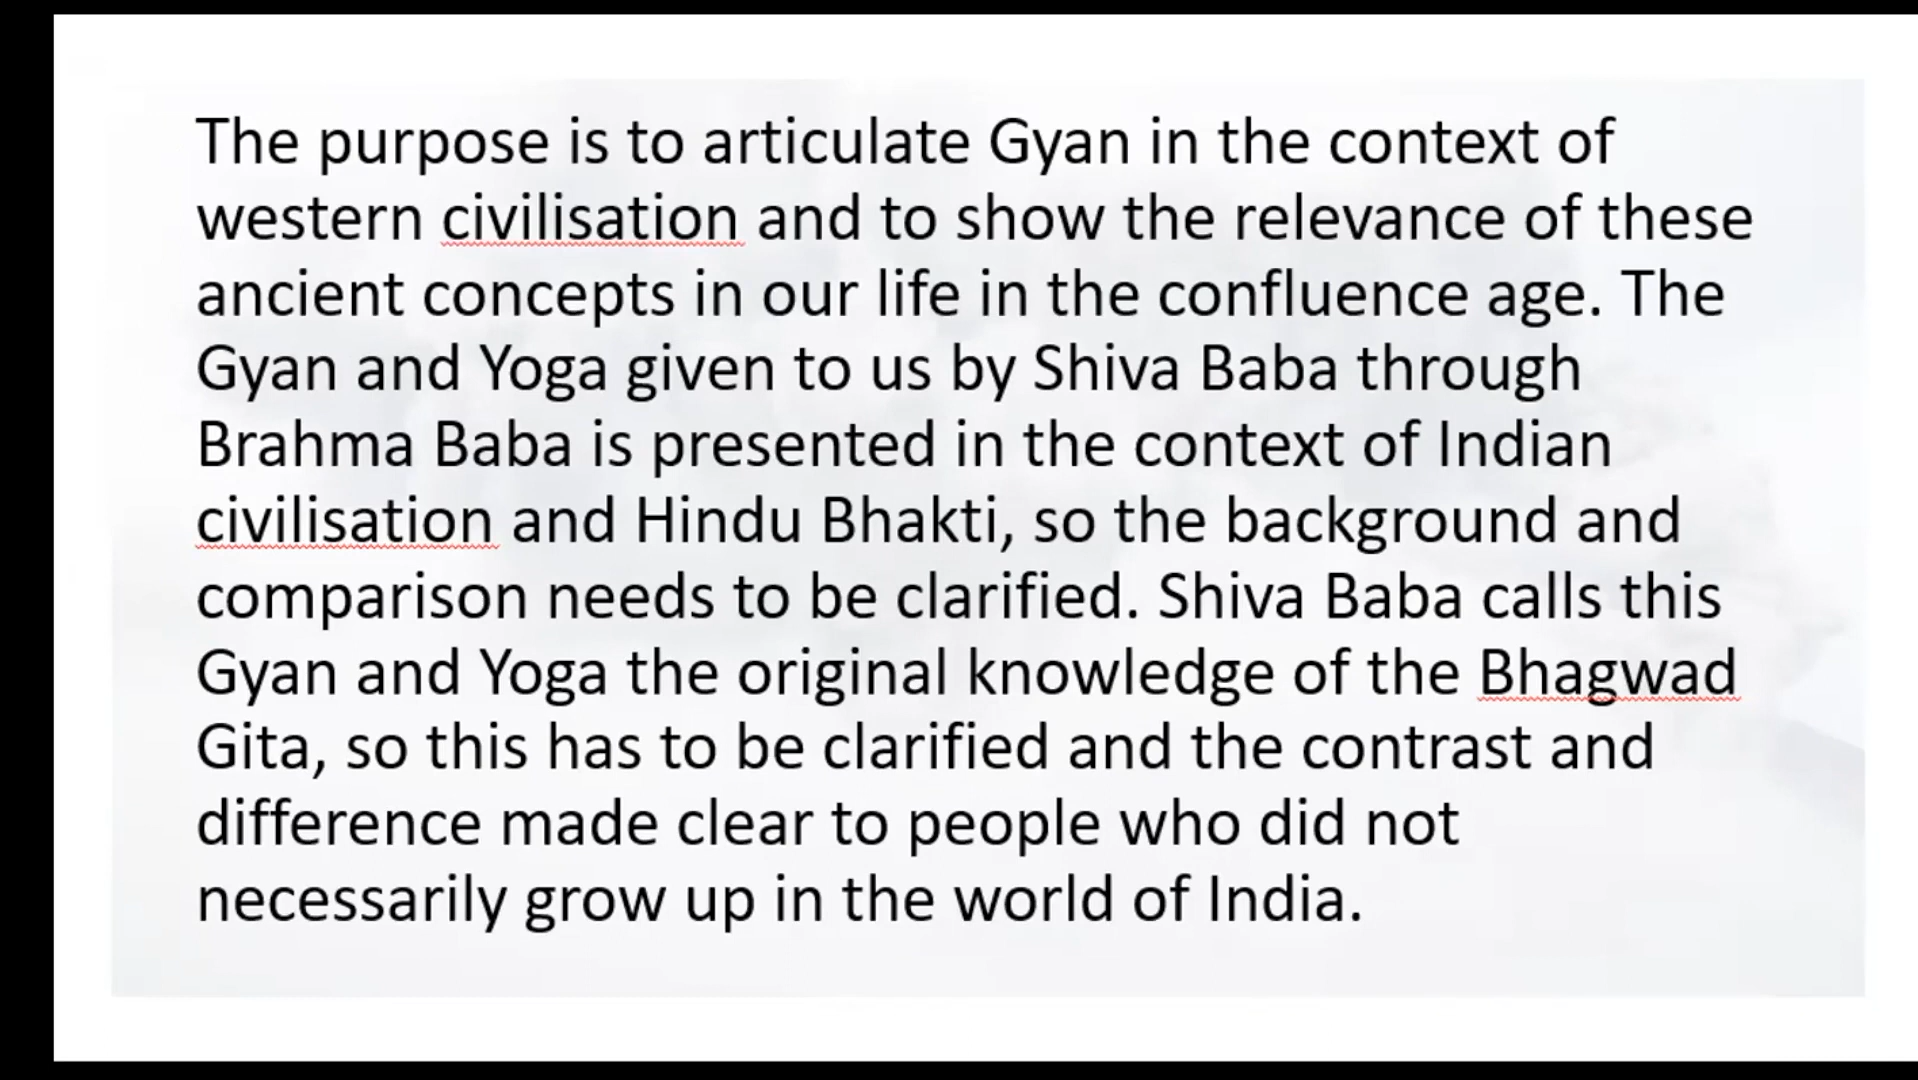 The purpose is to articulate Gyan in the context of
western civilisation and to show the relevance of these
ancient concepts in our life in the confluence age. The
Gyan and Yoga given to us by Shiva Baba through
Brahma Baba is presented in the context of Indian
civilisation and Hindu Bhakti, so the background and
comparison needs to be clarified. Shiva Baba calls this
Gyan and Yoga the original knowledge of the Bhagwad
Gita, so this has to be clarified and the contrast and
difference made clear to people who did not
necessarily grow up in the world of India.